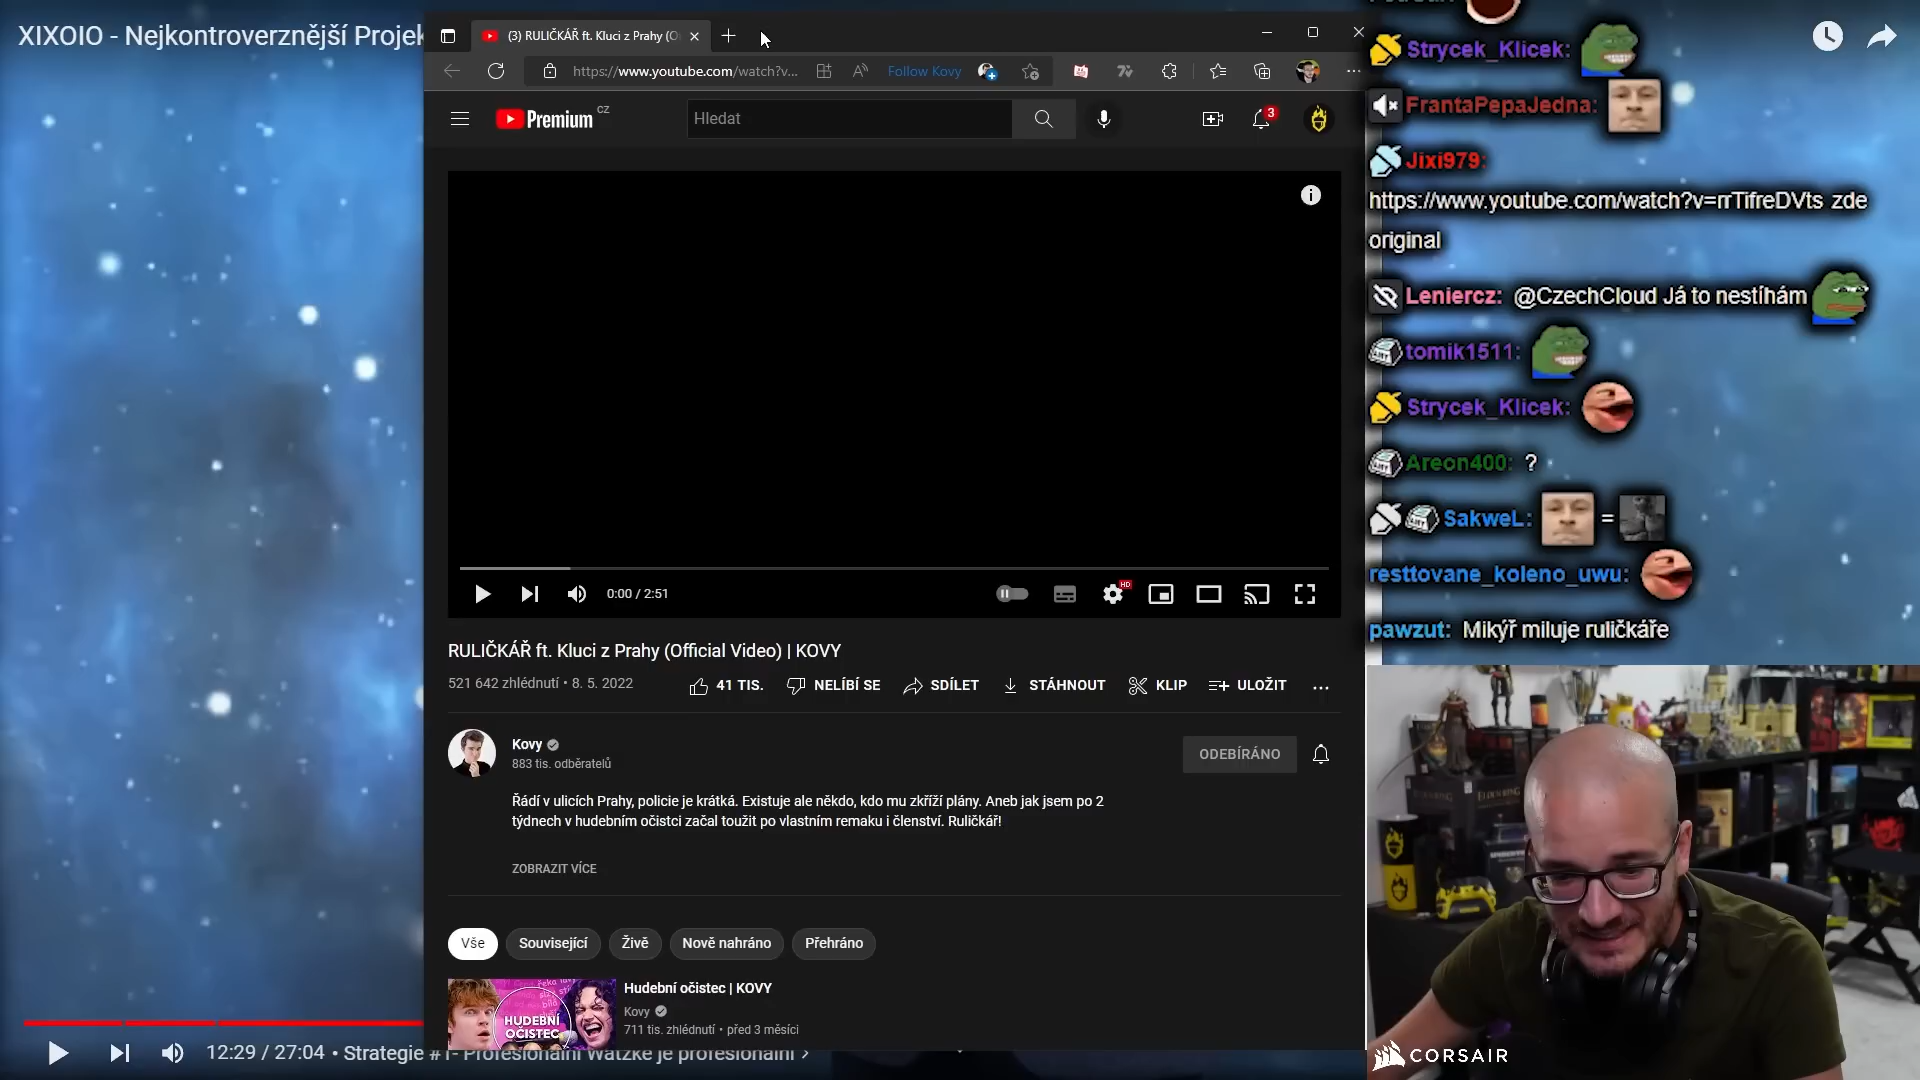 XIXOIO - Nejkontroverznější Projek
(3) RULIČKÁŘ ft. Kluci z Prahy (O
https://www.youtube.com/watch?v...
Follow Kovy
Premium CZ
Hledat
3
HD
0:00 / 2:51
RULIČKÁŘ ft. Kluci z Prahy (Official Video) | KOVY
521 642 zhlédnutí • 8. 5. 2022
41 TIS.
NELÍBÍ SE
SDÍLET
STÁHNOUT
KLIP
ULOŽIT
Kovy
883 tis. odběratelů
ODEBÍRÁNO
Řádí v ulicích Prahy, policie je krátká. Existuje ale někdo, kdo mu zkříží plány. Aneb jak jsem po 2
týdnech v hudebním očistci začal toužit po vlastním remaku i členství. Ruličkář!
ZOBRAZIT VÍCE
Vše
Související
Živě
Nově nahráno
Přehráno
HUDEBNÍ
OČISTEC
Hudební očistec | KOVY
Kovy
711 tis. zhlédnutí • před 3 měsíci
12:29 / 27:04 • Strategie #1- Profesionální Watzke je profesionální
Strycek_Klicek:
FrantaPepaJedna:
Jixi979:
https://www.youtube.com/watch?v=rrTifreDVts zde
original
Leniercz: @CzechCloud Já to nestíhám
tomik1511:
Strycek_Klicek:
Areon400: ?
SakweL: =
resttovane_koleno_uwu:
pawzut: Mikýř miluje ruličkáře
CORSAIR